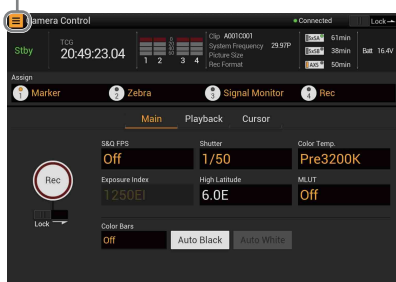 amera Control
Connected
Lock
Stby
TCG
20:49:23.04
1 2 3 4
Clip A001C001
System Frequency 29.97P
Picture Size
Rec Format
61min
38min
50min
Batt 16.4V
Assign
1 Marker
2 Zebra
3 Signal Monitor
4 Rec
Main Playback Cursor
Rec
Lock
S&Q FPS
Off
Shutter
1/50
Color Temp.
Pre3200K
Exposure Index
1250EI
High Latitude
6.0E
MLUT
Off
Color Bars
Off
Auto Black
Auto White